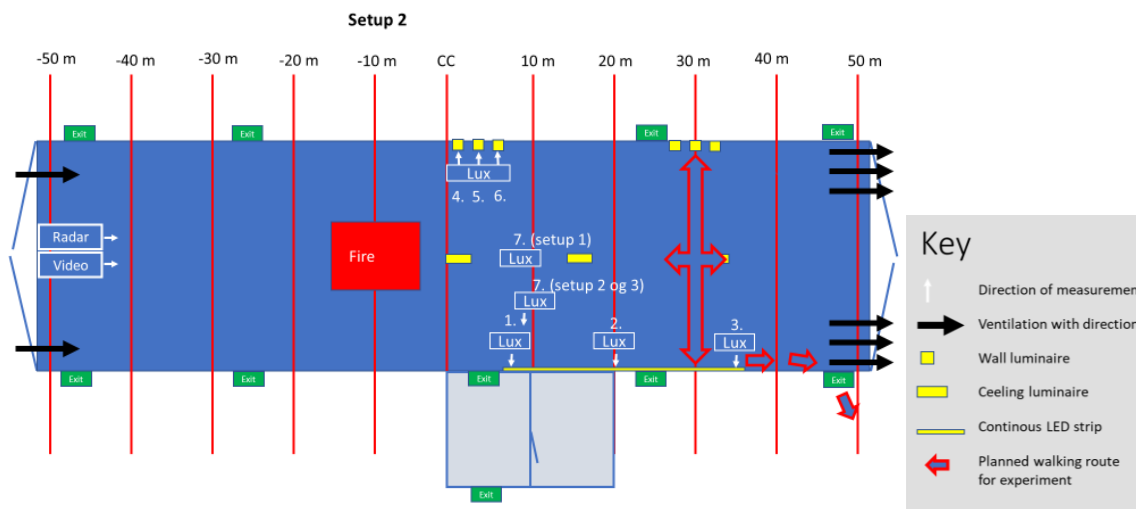 Setup 2
-50 m
-40 m
-30 m
-20 m
-10 m
CC
10 m
20 m
30 m
40 m
50 m
Exit
Exit
Exit
Exit
Lux
4. 5. 6.
Radar
Video
Fire
7. (setup 1)
Lux
7. (setup 2 og 3)
Lux
1.
Lux
2.
Lux
3.
Lux
Exit
Exit
Exit
Exit
Exit
Exit
Key
Direction of measuremen
Ventilation with direction
Wall luminaire
Ceeling luminaire
Continous LED strip
Planned walking route
for experiment